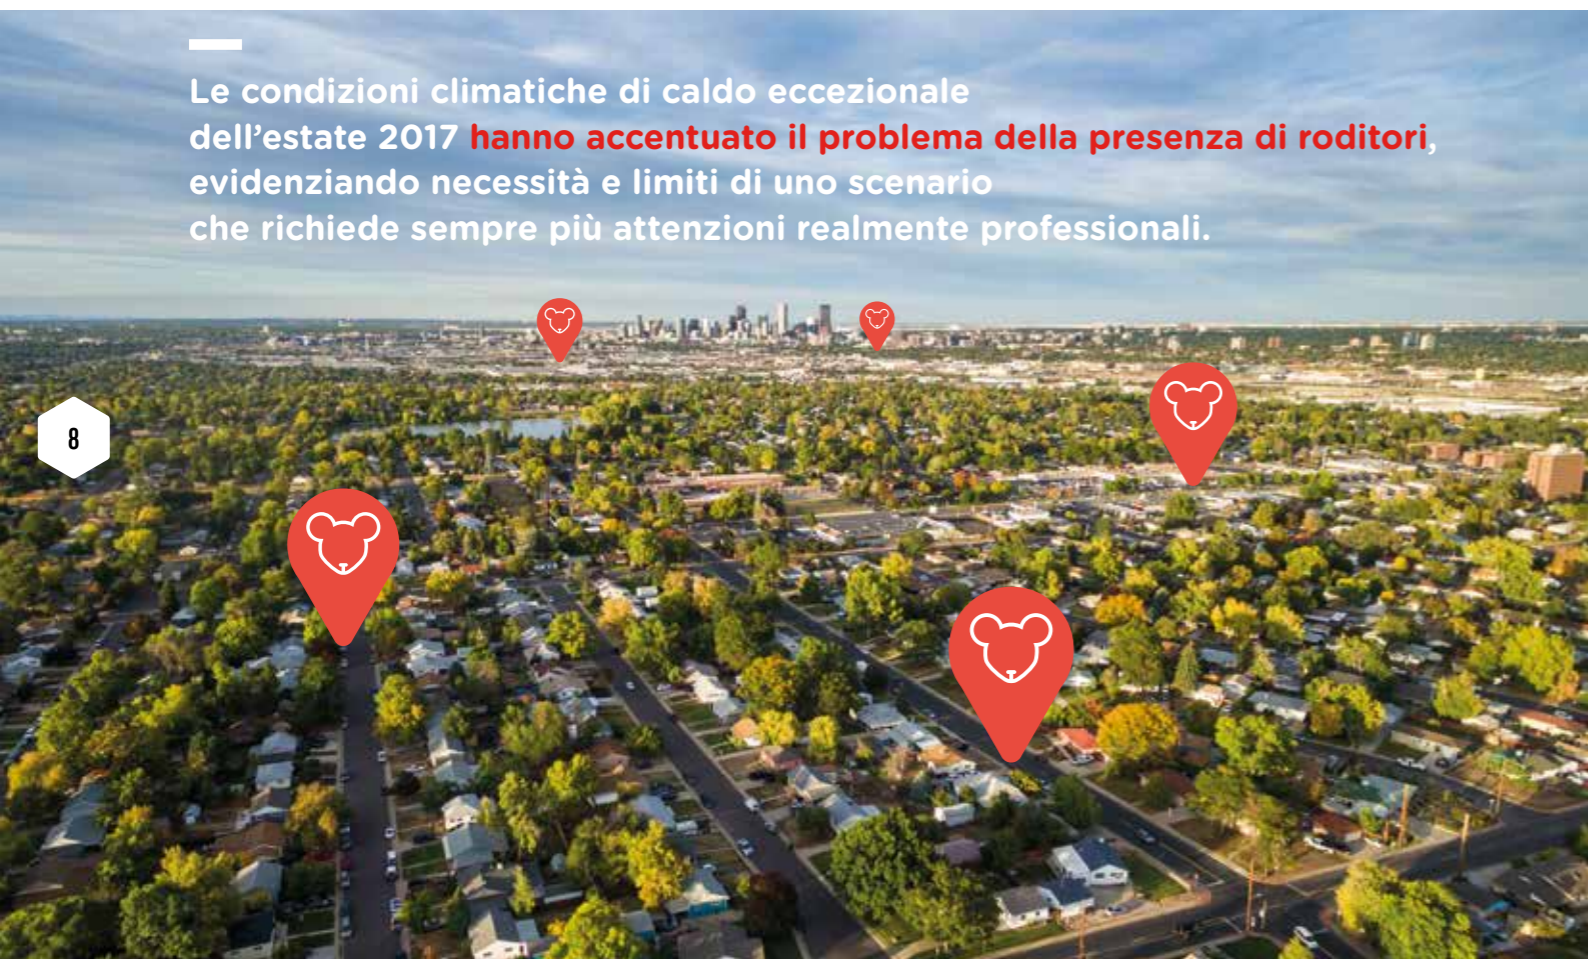 Le condizioni climatiche di caldo eccezionale
dell’estate 2017 hanno accentuato il problema della presenza di roditori,
evidenziando necessità e limiti di uno scenario
che richiede sempre più attenzioni realmente professionali.
8